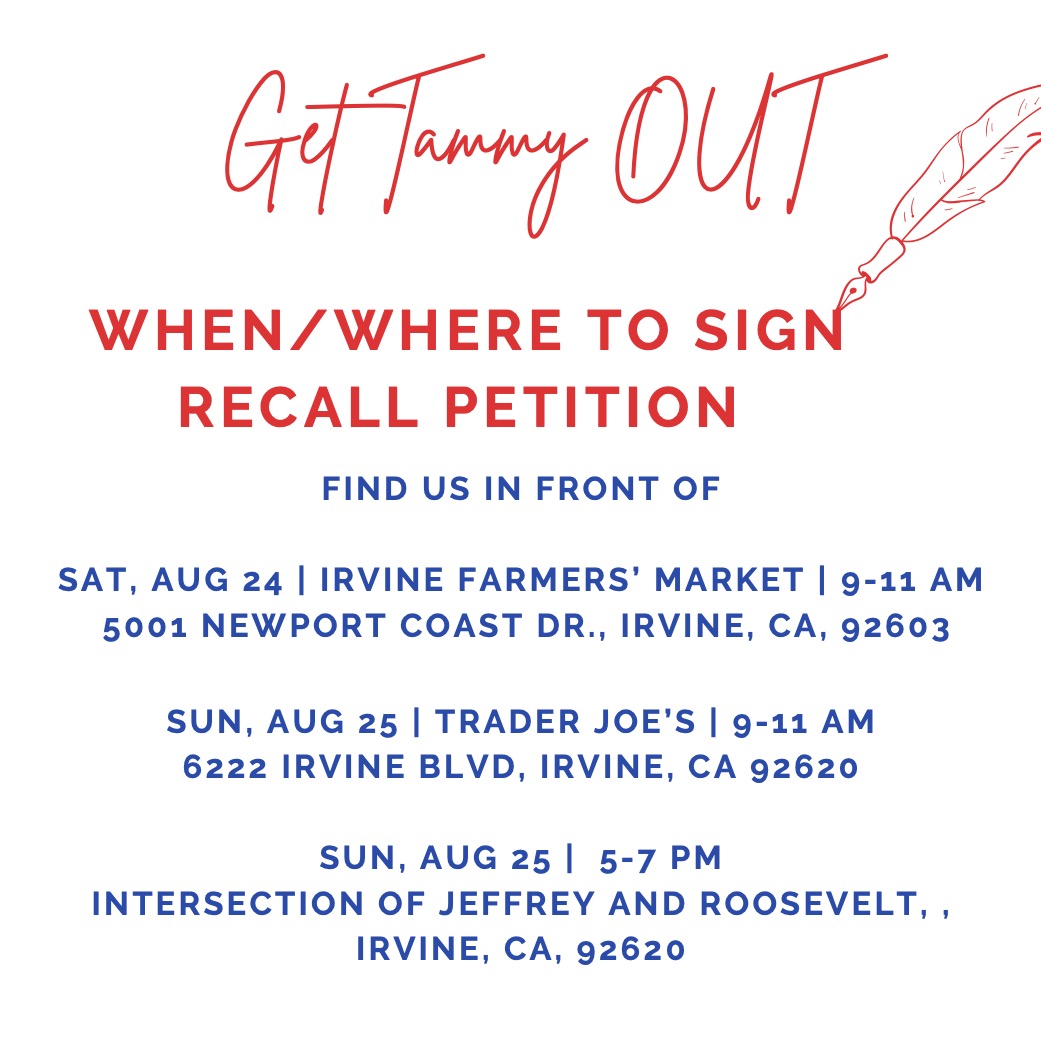 Get Tammy OUT
WHEN/WHERE TO SIGN
RECALL PETITION
FIND US IN FRONT OF
SAT, AUG 24 | IRVINE FARMERS’ MARKET | 9-11 AM
5001 NEWPORT COAST DR., IRVINE, CA, 92603
SUN, AUG 25 | TRADER JOE’S | 9-11 AM
6222 IRVINE BLVD, IRVINE, CA 92620
SUN, AUG 25 | 5-7 PM
INTERSECTION OF JEFFREY AND ROOSEVELT, ,
IRVINE, CA, 92620